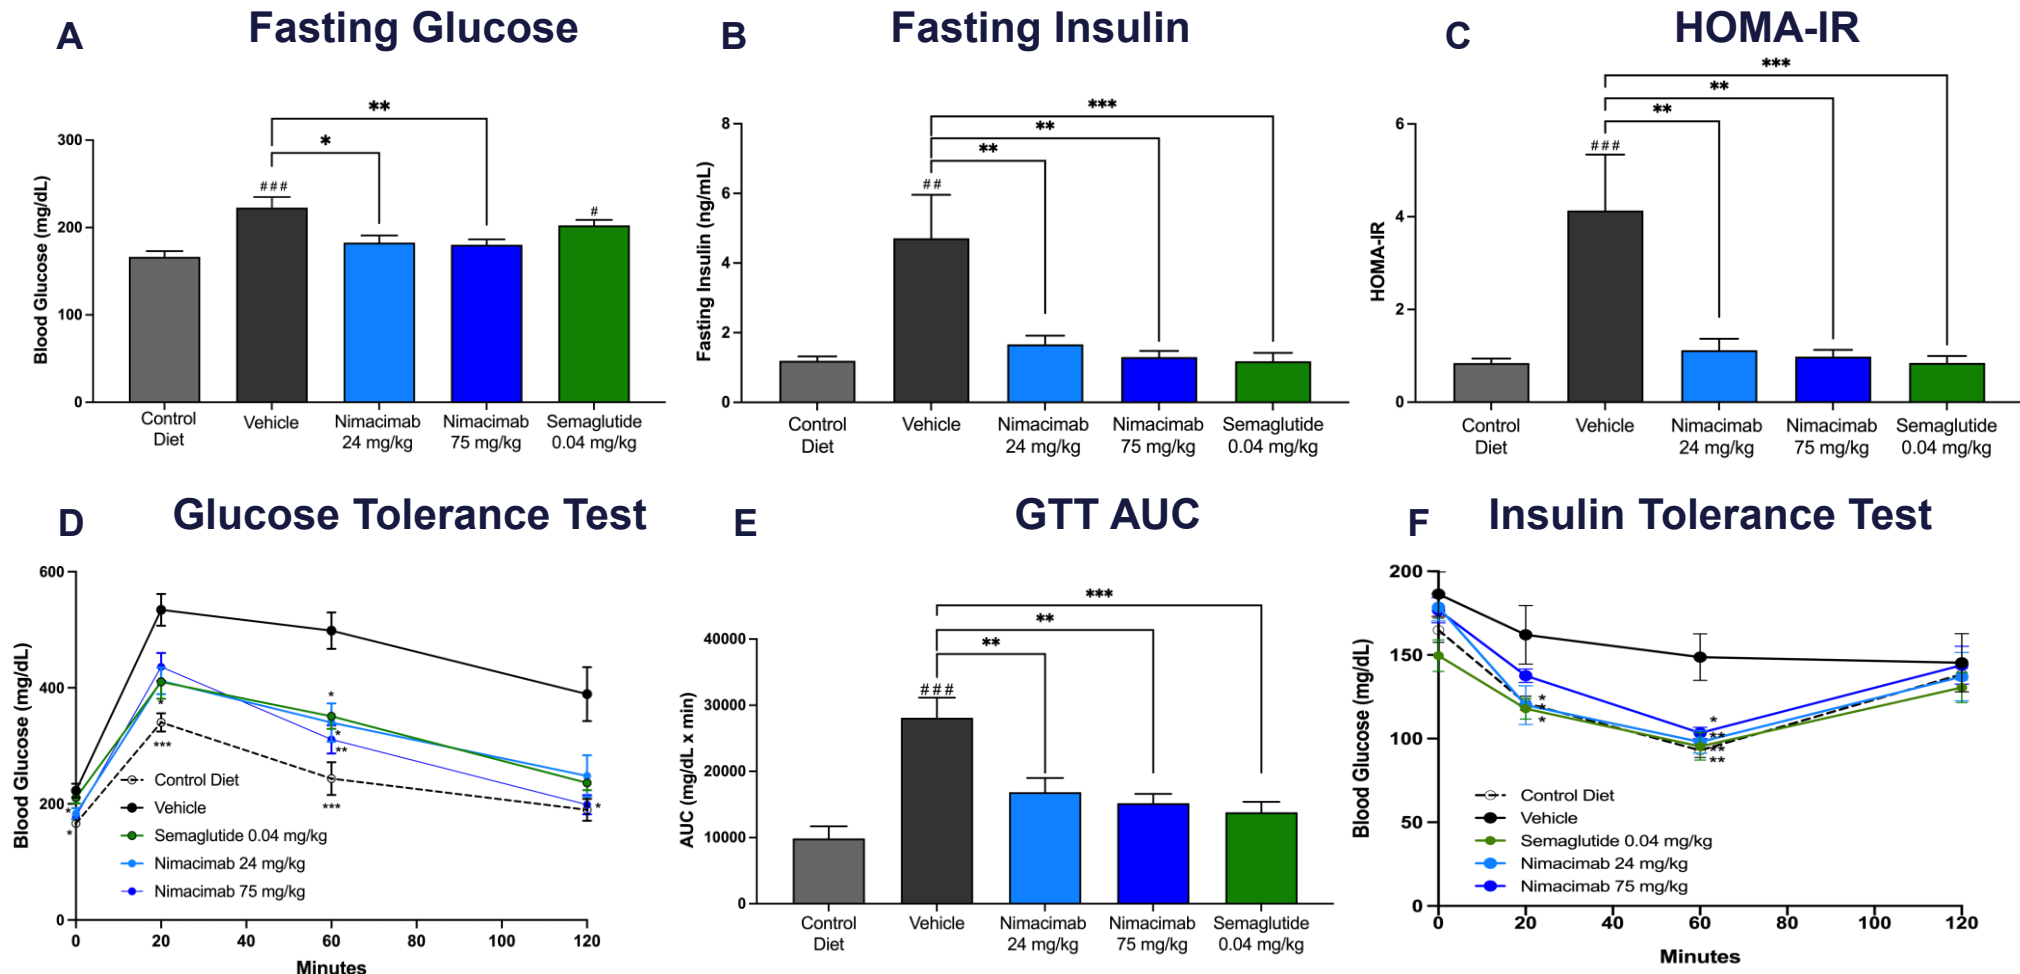 A
Fasting Glucose
Blood Glucose (mg/dL)
300
200
100
0
**
*
###
#
Control Diet
Vehicle
Nimacimab 24 mg/kg
Nimacimab 75 mg/kg
Semaglutide 0.04 mg/kg
B
Fasting Insulin
Fasting Insulin (ng/mL)
8
6
4
2
0
***
**
**
##
Control Diet
Vehicle
Nimacimab 24 mg/kg
Nimacimab 75 mg/kg
Semaglutide 0.04 mg/kg
C
HOMA-IR
HOMA-IR
6
4
2
0
***
**
**
###
Control Diet
Vehicle
Nimacimab 24 mg/kg
Nimacimab 75 mg/kg
Semaglutide 0.04 mg/kg
D
Glucose Tolerance Test
Blood Glucose (mg/dL)
600
400
200
0
*
*
*
***
*
*
**
***
*
Control Diet
Vehicle
Semaglutide 0.04 mg/kg
Nimacimab 24 mg/kg
Nimacimab 75 mg/kg
0 20 40 60 80 100 120
Minutes
E
GTT AUC
AUC (mg/dL x min)
40000
30000
20000
10000
0
***
**
**
###
Control Diet
Vehicle
Nimacimab 24 mg/kg
Nimacimab 75 mg/kg
Semaglutide 0.04 mg/kg
F
Insulin Tolerance Test
Blood Glucose (mg/dL)
200
150
100
50
0
*
*
*
*
**
**
**
Control Diet
Vehicle
Semaglutide 0.04 mg/kg
Nimacimab 24 mg/kg
Nimacimab 75 mg/kg
0 20 40 60 80 100 120
Minutes